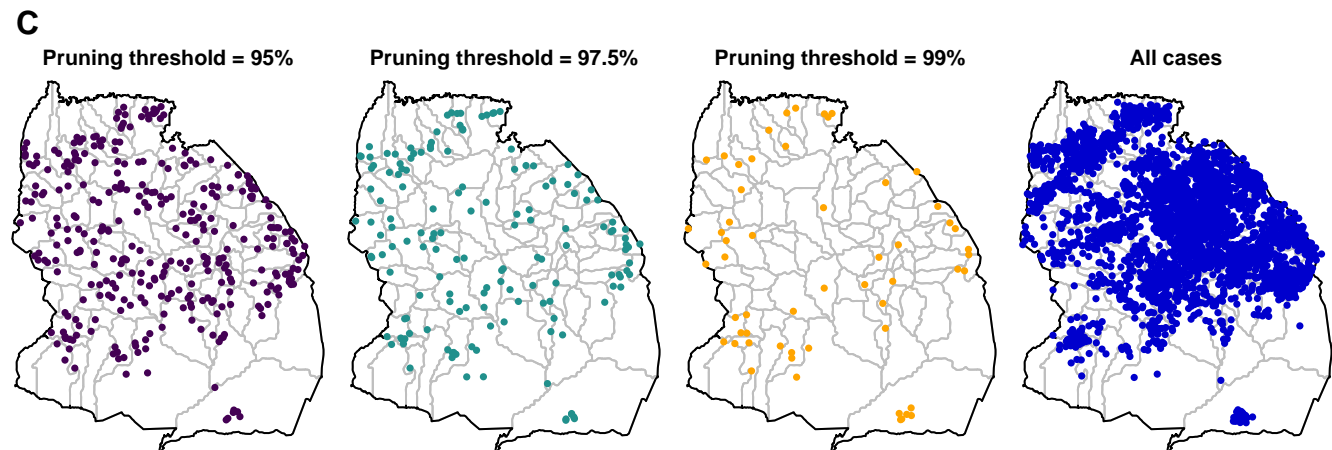 C
Pruning threshold = 95%
Pruning threshold = 97.5%
Pruning threshold = 99%
All cases